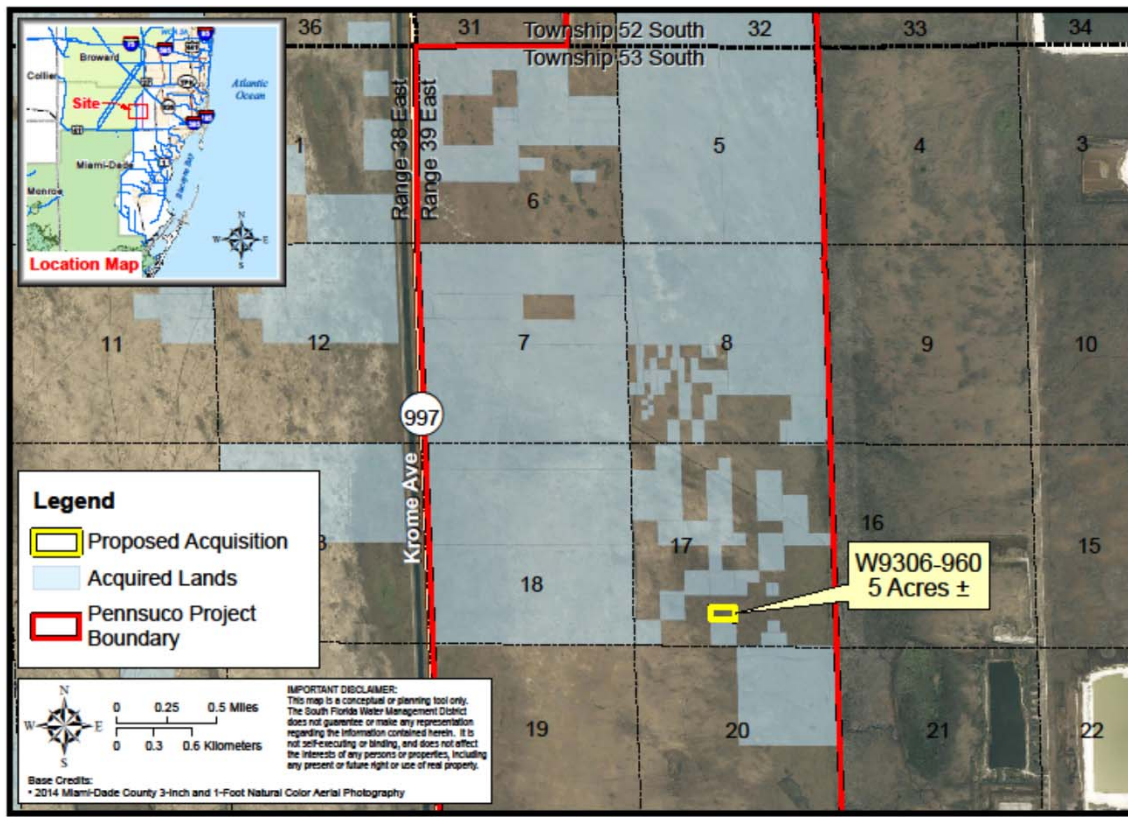 36
31
Township 52 South
32
33
34
Township 53 South
Range 38 East
Range 39 East
1
5
4
3
6
Broward
Collier
Atlantic
Ocean
Site
Miami-Dade
Monroe
Biscayne Bay
N
W
E
S
Location Map
11
12
7
8
9
10
997
Krome Ave
17
16
15
18
W9306-960
5 Acres ±
Legend
Proposed Acquisition
Acquired Lands
Pennsuco Project
Boundary
19
20
21
22
N
W
E
S
0 0.25 0.5 Miles
0 0.3 0.6 Kilometers
IMPORTANT DISCLAIMER:
This map is a conceptual or planning tool only.
The South Florida Water Management District
does not guarantee or make any representation
regarding the information contained herein. It is
not self-executing or binding, and does not affect
the interests of any persons or properties, including
any present or future right or use of real property.
Base Credits:
• 2014 Miami-Dade County 3-Inch and 1-Foot Natural Color Aerial Photography